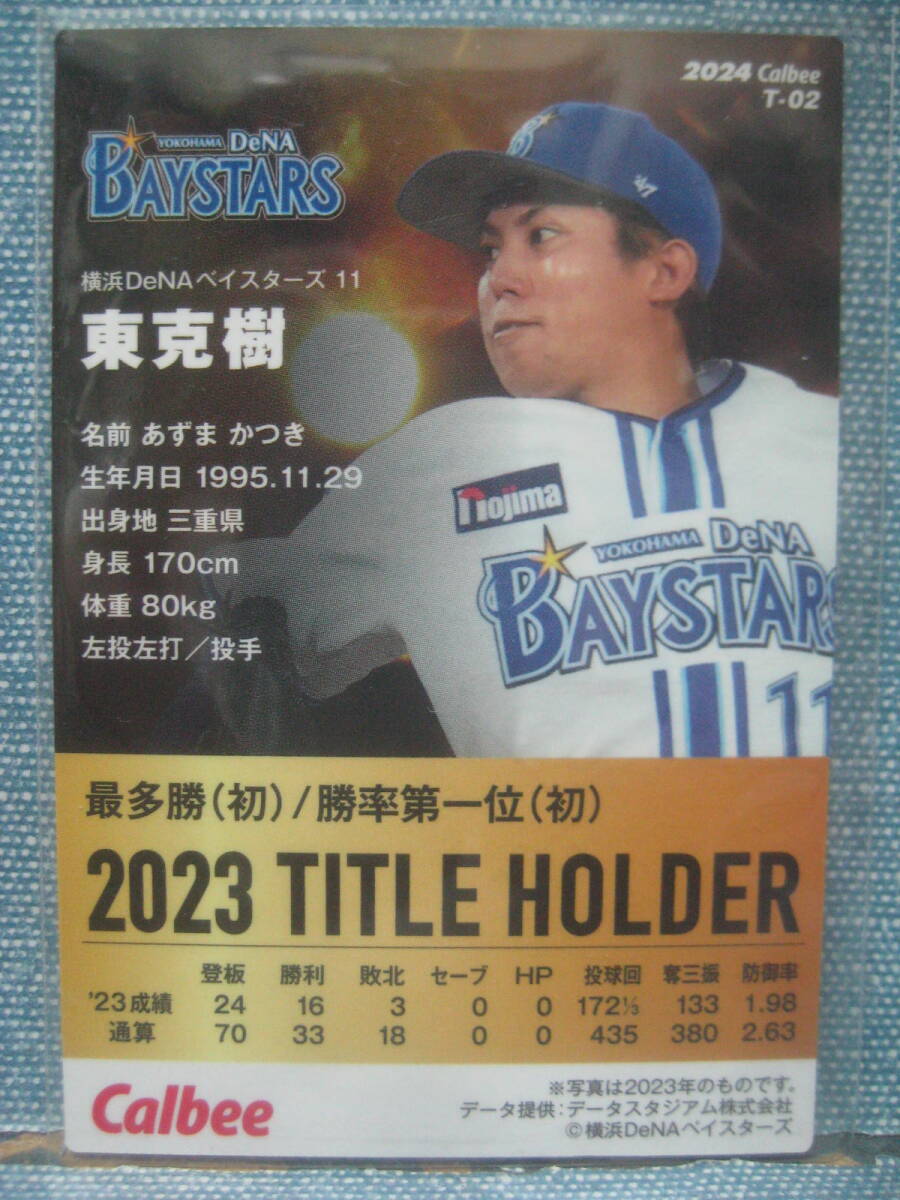 2024 Calbee
T-02
YOKOHAMA DeNA
BAYSTARS
横浜DeNAベイスターズ 11
東克樹
名前 あずま かつき
生年月日 1995.11.29
出身地 三重県
身長 170cm
体重 80kg
左投左打／投手
nojima
YOKOHAMA DeNA
BAYSTARS
11
最多勝(初)/勝率第一位(初)
2023 TITLE HOLDER
登板 勝利 敗北 セーブ HP 投球回 奪三振 防御率
'23成績 24 16 3 0 0 172⅓ 133 1.98
通算 70 33 18 0 0 435 380 2.63
Calbee
※写真は2023年のものです。
データ提供:データスタジアム株式会社
©横浜DeNAベイスターズ